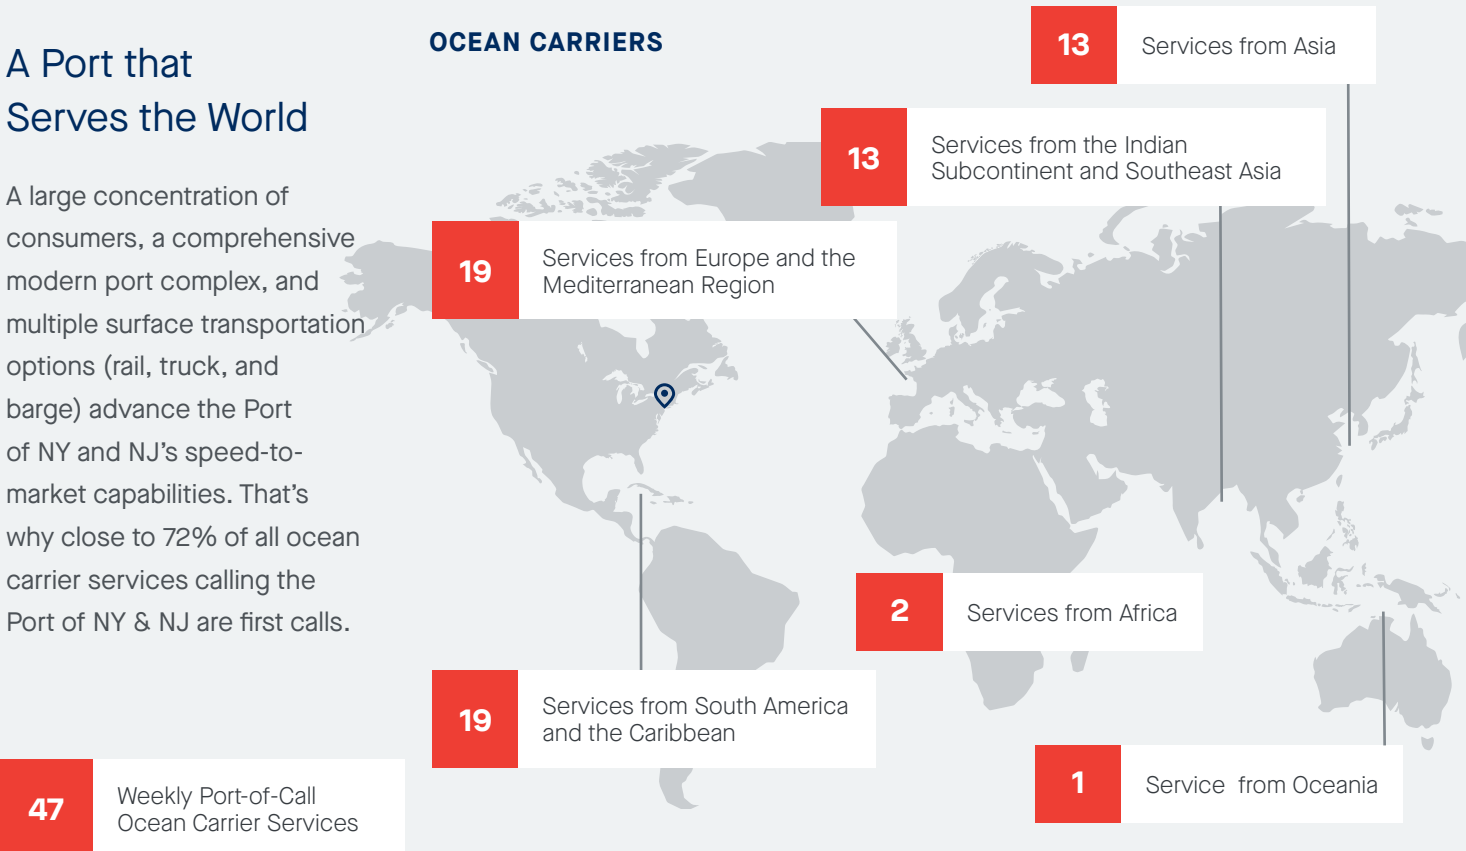 A Port that
Serves the World
A large concentration of
consumers, a comprehensive
modern port complex, and
multiple surface transportation
options (rail, truck, and
barge) advance the Port
of NY and NJ’s speed-to-
market capabilities. That’s
why close to 72% of all ocean
carrier services calling the
Port of NY & NJ are first calls.
47
Weekly Port-of-Call
Ocean Carrier Services
OCEAN CARRIERS
13
Services from Asia
13
Services from the Indian
Subcontinent and Southeast Asia
19
Services from Europe and the
Mediterranean Region
2
Services from Africa
19
Services from South America
and the Caribbean
1
Service from Oceania